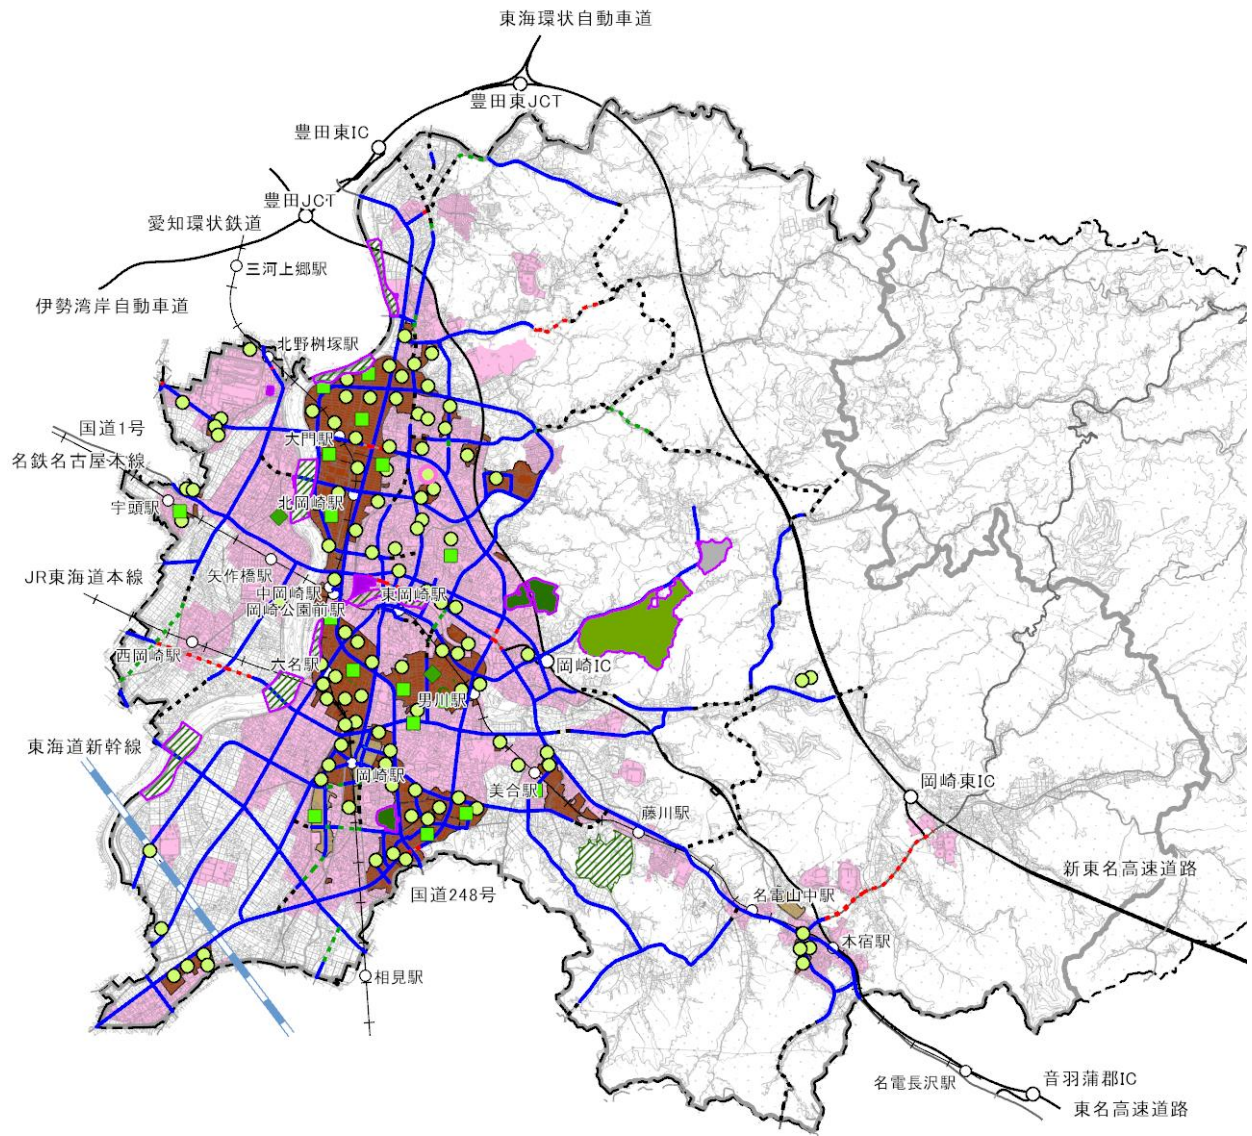 東海環状自動車道
豊田東JCT
豊田東IC
豊田JCT
愛知環状鉄道
三河上郷駅
伊勢湾岸自動車道
北野桝塚駅
国道1号
大門駅
名鉄名古屋本線
宇頭駅
北岡崎駅
矢作橋駅
JR東海道本線
中岡崎駅
東岡崎駅
岡崎公園前駅
西岡崎駅
六名駅
岡崎IC
男川駅
東海道新幹線
岡崎駅
美合駅
岡崎東IC
藤川駅
新東名高速道路
国道248号
名電山中駅
本宿駅
相見駅
名電長沢駅
音羽蒲郡IC
東名高速道路